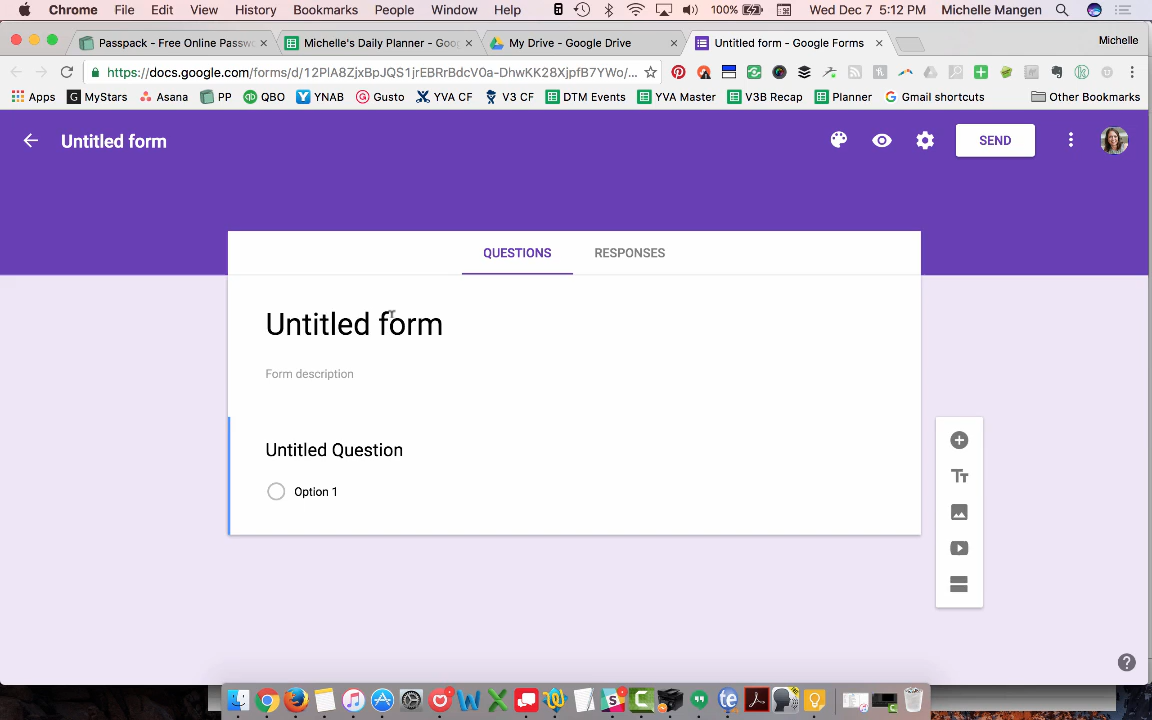 Chrome File Edit View History Bookmarks People Window Help 100% Wed Dec 7 5:12 PM Michelle Mangen
Passpack - Free Online Passw Michelle's Daily Planner - Goog My Drive - Google Drive Untitled form - Google Forms Michelle
https://docs.google.com/forms/d/12PlA8ZjxBpJQS1jrEBRrBdcV0a-DhwKK28XjpfB7YWo/...
Apps MyStars Asana PP QBO YNAB Gusto YVA CF V3 CF DTM Events YVA Master V3B Recap Planner Gmail shortcuts Other Bookmarks
Untitled form
SEND
QUESTIONS RESPONSES
Untitled form
Form description
Untitled Question
Option 1